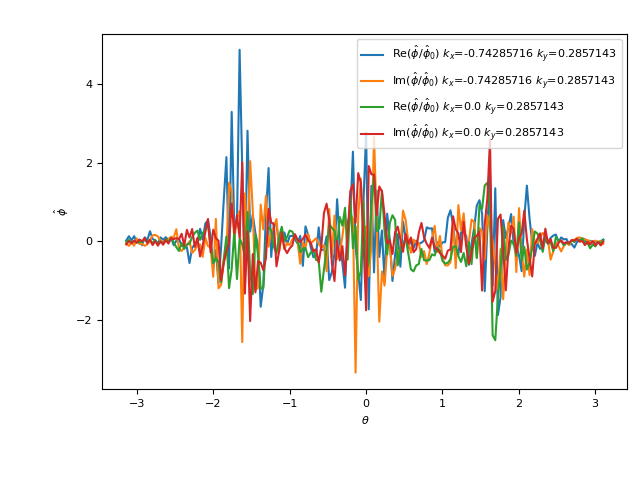 Re(ϕ̂/ϕ̂₀) kₓ=-0.74285716 k_y=0.2857143
Im(ϕ̂/ϕ̂₀) kₓ=-0.74285716 k_y=0.2857143
Re(ϕ̂/ϕ̂₀) kₓ=0.0 k_y=0.2857143
Im(ϕ̂/ϕ̂₀) kₓ=0.0 k_y=0.2857143
4
2
0
−2
ϕ̂
−3 −2 −1 0 1 2 3
θ